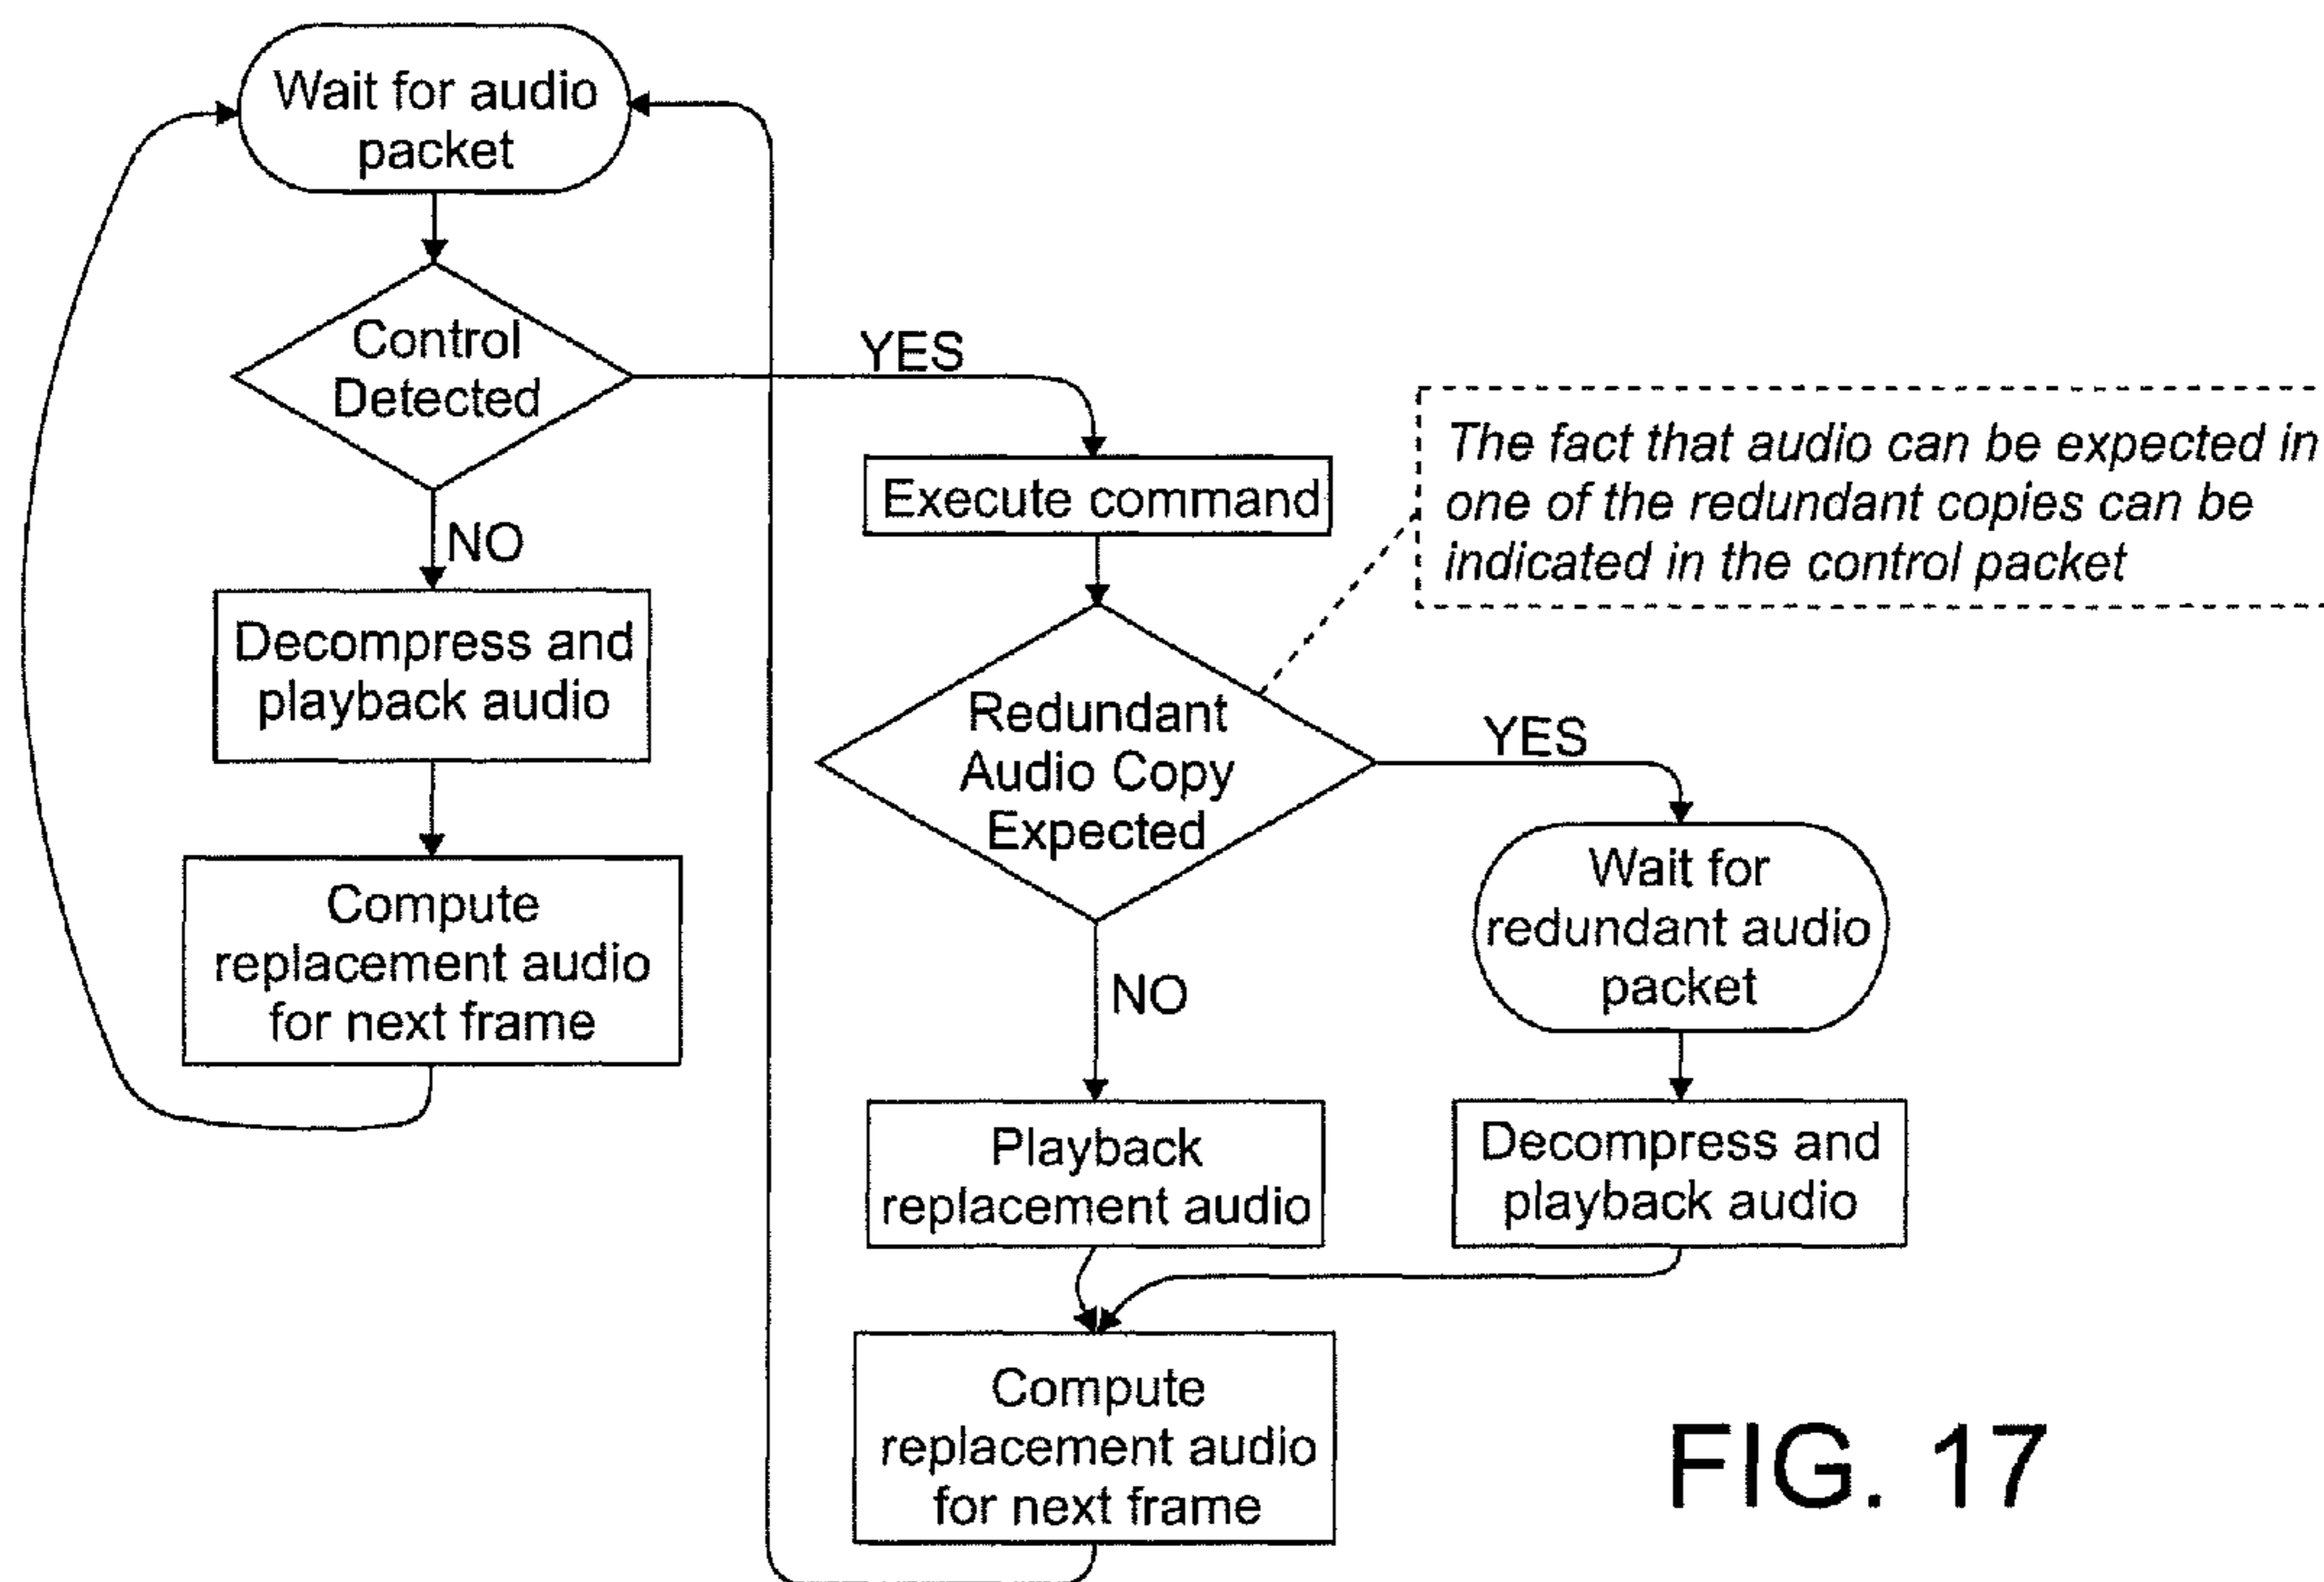 Wait for audio
packet
Control
Detected
YES
NO
Decompress and
playback audio
Compute
replacement audio
for next frame
Execute command
The fact that audio can be expected in
one of the redundant copies can be
indicated in the control packet
Redundant
Audio Copy
Expected
YES
NO
Wait for
redundant audio
packet
Playback
replacement audio
Decompress and
playback audio
Compute
replacement audio
for next frame
FIG. 17